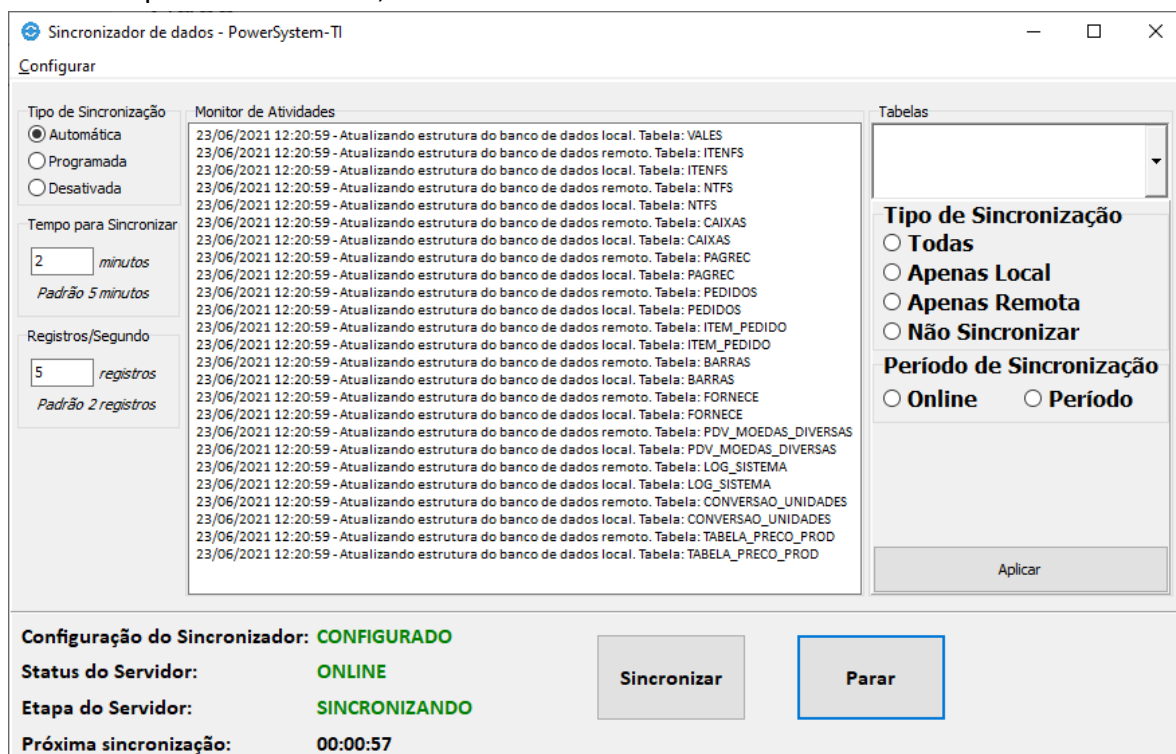 Sincronizador de dados - PowerSystem-TI
Configurar
Tipo de Sincronização
Automática
Programada
Desativada
Tempo para Sincronizar
2 minutos
Padrão 5 minutos
Registros/Segundo
5 registros
Padrão 2 registros
Monitor de Atividades
23/06/2021 12:20:59 - Atualizando estrutura do banco de dados local. Tabela: VALES
23/06/2021 12:20:59 - Atualizando estrutura do banco de dados remoto. Tabela: ITENFS
23/06/2021 12:20:59 - Atualizando estrutura do banco de dados local. Tabela: ITENFS
23/06/2021 12:20:59 - Atualizando estrutura do banco de dados remoto. Tabela: NTFS
23/06/2021 12:20:59 - Atualizando estrutura do banco de dados local. Tabela: NTFS
23/06/2021 12:20:59 - Atualizando estrutura do banco de dados remoto. Tabela: CAIXAS
23/06/2021 12:20:59 - Atualizando estrutura do banco de dados local. Tabela: CAIXAS
23/06/2021 12:20:59 - Atualizando estrutura do banco de dados remoto. Tabela: PAGREC
23/06/2021 12:20:59 - Atualizando estrutura do banco de dados local. Tabela: PAGREC
23/06/2021 12:20:59 - Atualizando estrutura do banco de dados remoto. Tabela: PEDIDOS
23/06/2021 12:20:59 - Atualizando estrutura do banco de dados local. Tabela: PEDIDOS
23/06/2021 12:20:59 - Atualizando estrutura do banco de dados remoto. Tabela: ITEM_PEDIDO
23/06/2021 12:20:59 - Atualizando estrutura do banco de dados local. Tabela: ITEM_PEDIDO
23/06/2021 12:20:59 - Atualizando estrutura do banco de dados remoto. Tabela: BARRAS
23/06/2021 12:20:59 - Atualizando estrutura do banco de dados local. Tabela: BARRAS
23/06/2021 12:20:59 - Atualizando estrutura do banco de dados remoto. Tabela: FORNECE
23/06/2021 12:20:59 - Atualizando estrutura do banco de dados local. Tabela: FORNECE
23/06/2021 12:20:59 - Atualizando estrutura do banco de dados remoto. Tabela: PDV_MOEDAS_DIVERSAS
23/06/2021 12:20:59 - Atualizando estrutura do banco de dados local. Tabela: PDV_MOEDAS_DIVERSAS
23/06/2021 12:20:59 - Atualizando estrutura do banco de dados remoto. Tabela: LOG_SISTEMA
23/06/2021 12:20:59 - Atualizando estrutura do banco de dados local. Tabela: LOG_SISTEMA
23/06/2021 12:20:59 - Atualizando estrutura do banco de dados remoto. Tabela: CONVERSAO_UNIDADES
23/06/2021 12:20:59 - Atualizando estrutura do banco de dados local. Tabela: CONVERSAO_UNIDADES
23/06/2021 12:20:59 - Atualizando estrutura do banco de dados remoto. Tabela: TABELA_PRECO_PROD
23/06/2021 12:20:59 - Atualizando estrutura do banco de dados local. Tabela: TABELA_PRECO_PROD
Tabelas
Tipo de Sincronização
Todas
Apenas Local
Apenas Remota
Não Sincronizar
Período de Sincronização
Online Período
Aplicar
Configuração do Sincronizador: CONFIGURADO
Status do Servidor: ONLINE
Etapa do Servidor: SINCRONIZANDO
Próxima sincronização: 00:00:57
Sincronizar
Parar